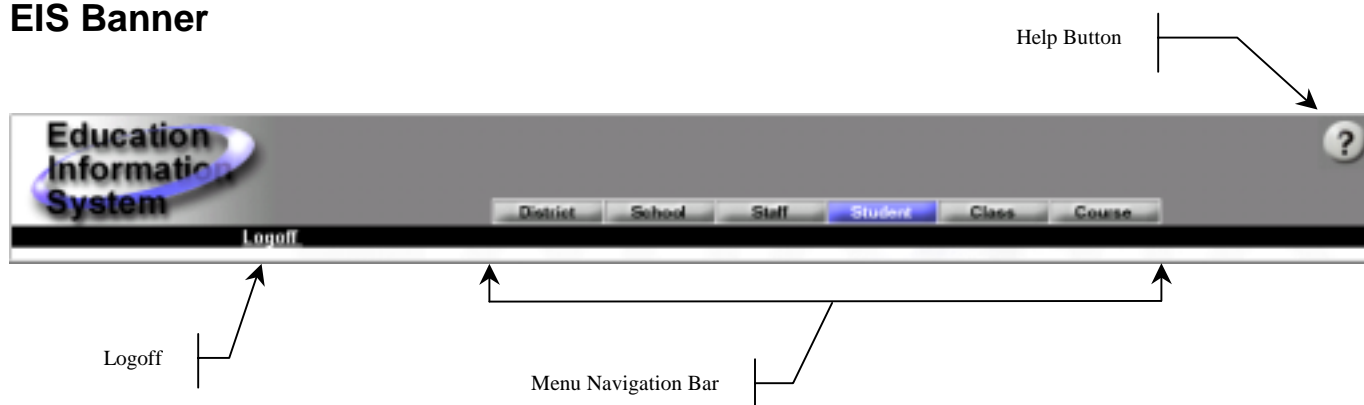 EIS Banner
Help Button
Education
Information
System
?
District School Staff Student Class Course
Logoff
Logoff
Menu Navigation Bar